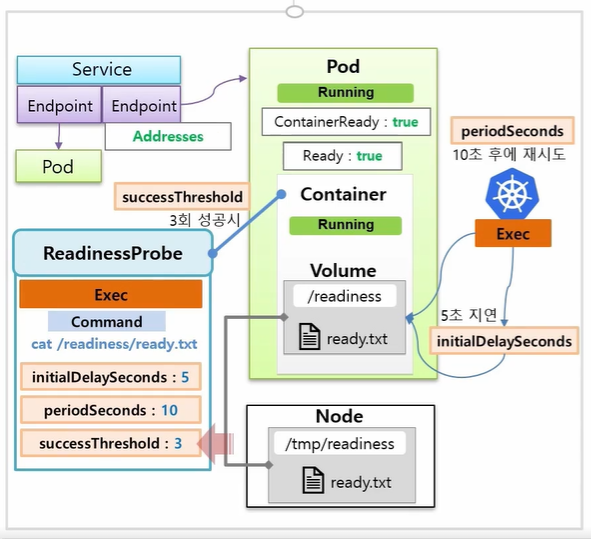 Service
Endpoint
Endpoint
Addresses
Pod
Pod
Running
ContainerReady : true
Ready : true
Container
Running
Volume
/readiness
ready.txt
successThreshold
3회 성공시
periodSeconds
10초 후에 재시도
Exec
5초 지연
initialDelaySeconds
ReadinessProbe
Exec
Command
cat /readiness/ready.txt
initialDelaySeconds : 5
periodSeconds : 10
successThreshold : 3
Node
/tmp/readiness
ready.txt